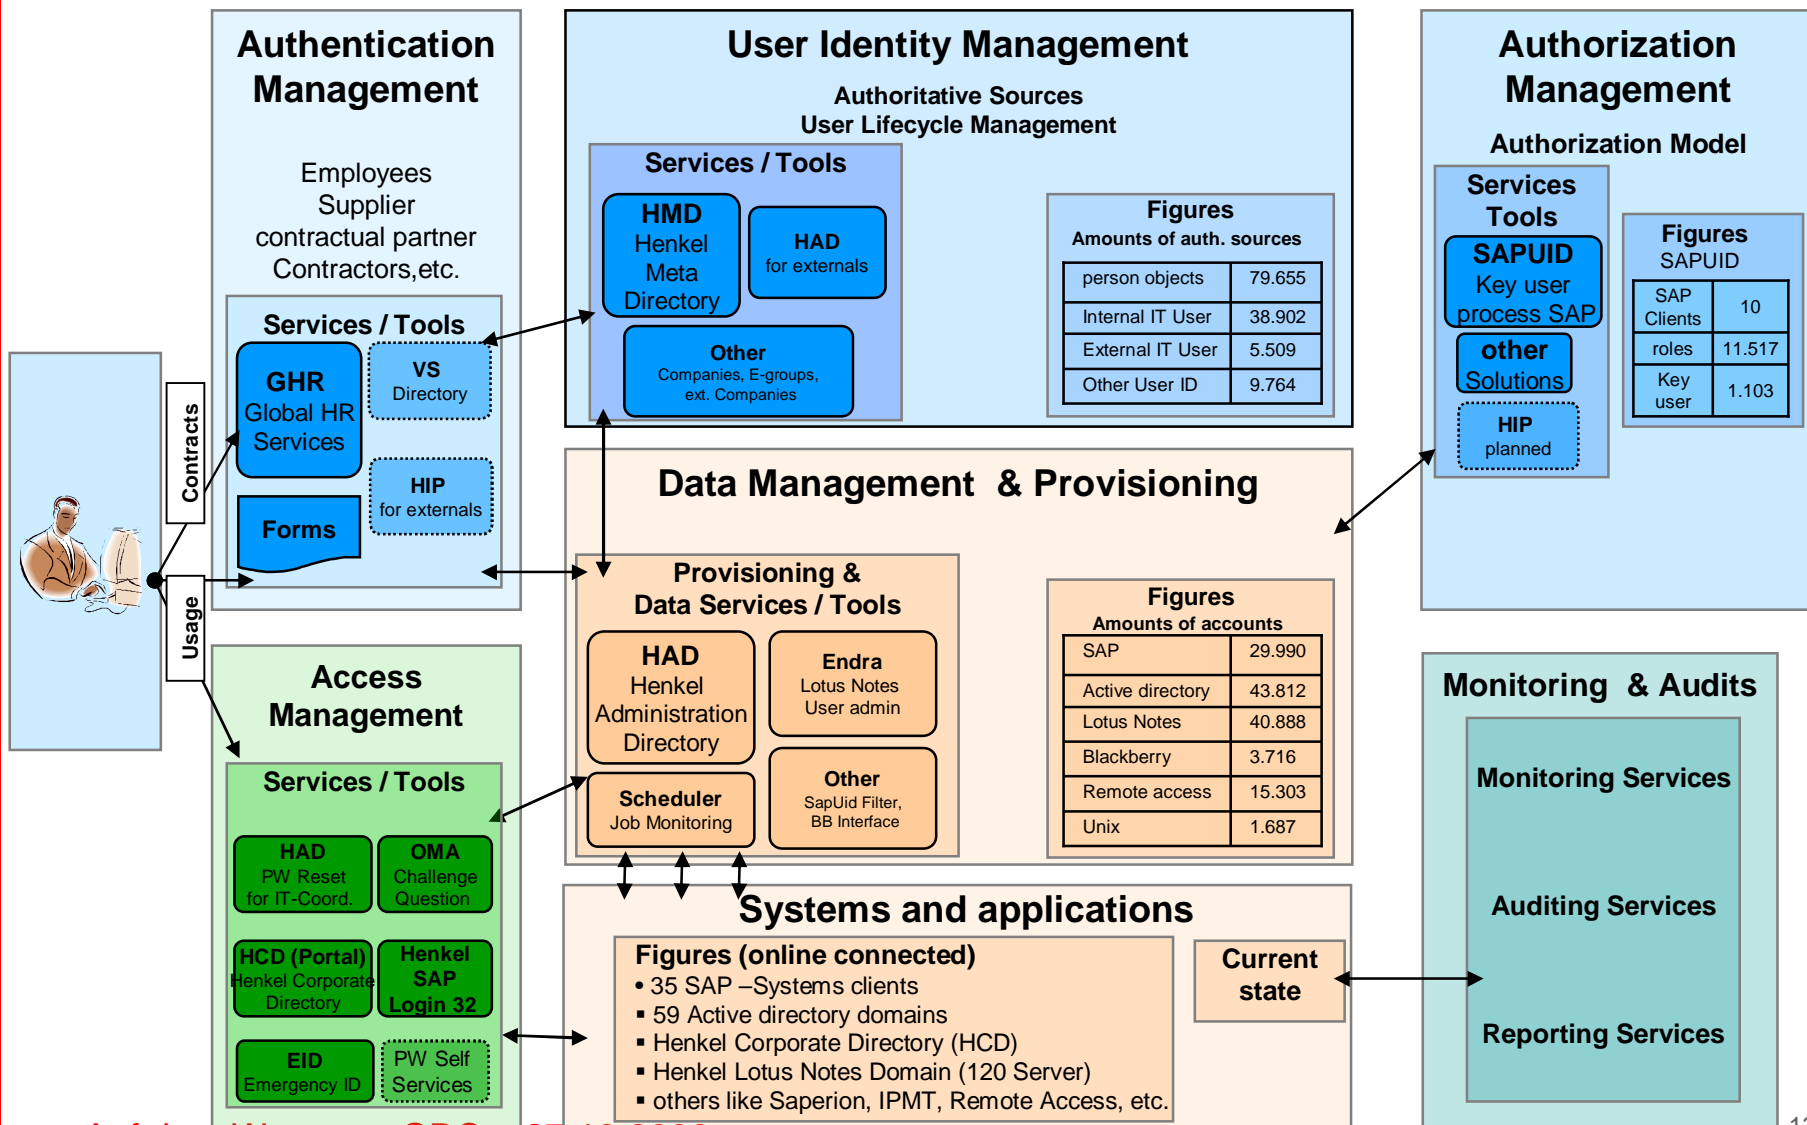 Authentication
Management
Employees
Supplier
contractual partner
Contractors,etc.
Services / Tools
GHR
Global HR
Services
VS
Directory
HIP
for externals
Forms
Contracts
Usage
User Identity Management
Authoritative Sources
User Lifecycle Management
Services / Tools
HMD
Henkel
Meta
Directory
HAD
for externals
Other
Companies, E-groups,
ext. Companies
Figures
Amounts of auth. sources
person objects 79.655
Internal IT User 38.902
External IT User 5.509
Other User ID 9.764
Authorization
Management
Authorization Model
Services
Tools
SAPUID
Key user
process SAP
other
Solutions
HIP
planned
Figures
SAPUID
SAP
Clients 10
roles 11.517
Key
user 1.103
Data Management & Provisioning
Provisioning &
Data Services / Tools
HAD
Henkel
Administration
Directory
Endra
Lotus Notes
User admin
Scheduler
Job Monitoring
Other
SapUid Filter,
BB Interface
Figures
Amounts of accounts
SAP 29.990
Active directory 43.812
Lotus Notes 40.888
Blackberry 3.716
Remote access 15.303
Unix 1.687
Access
Management
Services / Tools
HAD
PW Reset
for IT-Coord.
OMA
Challenge
Question
HCD (Portal)
Henkel Corporate
Directory
Henkel
SAP
Login 32
EID
Emergency ID
PW Self
Services
Systems and applications
Figures (online connected)
• 35 SAP –Systems clients
▪ 59 Active directory domains
▪ Henkel Corporate Directory (HCD)
▪ Henkel Lotus Notes Domain (120 Server)
▪ others like Saperion, IPMT, Remote Access, etc.
Current
state
Monitoring & Audits
Monitoring Services
Auditing Services
Reporting Services